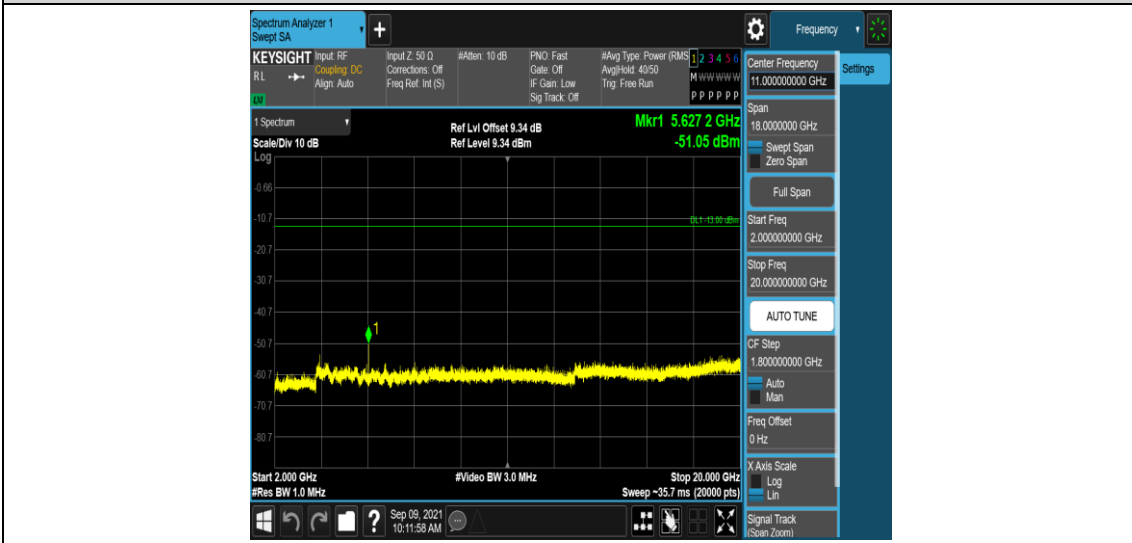 Spectrum Analyzer 1
Swept SA
+
Frequency
KEYSIGHT
RL
LXI
Input: RF
Coupling: DC
Align: Auto
Input Z: 50 Ω
Corrections: Off
Freq Ref: Int (S)
#Atten: 10 dB
PNO: Fast
Gate: Off
IF Gain: Low
Sig Track: Off
#Avg Type: Power (RMS
Avg|Hold: 40/50
Trig: Free Run
1 2 3 4 5 6
M W W W W W
P P P P P P
Center Frequency
11.000000000 GHz
Settings
Span
18.0000000 GHz
Swept Span
Zero Span
Full Span
Start Freq
2.000000000 GHz
Stop Freq
20.000000000 GHz
AUTO TUNE
CF Step
1.800000000 GHz
Auto
Man
Freq Offset
0 Hz
X Axis Scale
Log
Lin
Signal Track
(Span Zoom)
1 Spectrum
Scale/Div 10 dB
Log
Ref Lvl Offset 9.34 dB
Ref Level 9.34 dBm
Mkr1 5.627 2 GHz
-51.05 dBm
-0.66
-10.7
DL1 -13.00 dBm
-20.7
-30.7
-40.7
1
-50.7
-60.7
-70.7
-80.7
Start 2.000 GHz
#Video BW 3.0 MHz
Stop 20.000 GHz
#Res BW 1.0 MHz
Sweep ~35.7 ms (20000 pts)
?
Sep 09, 2021
10:11:58 AM